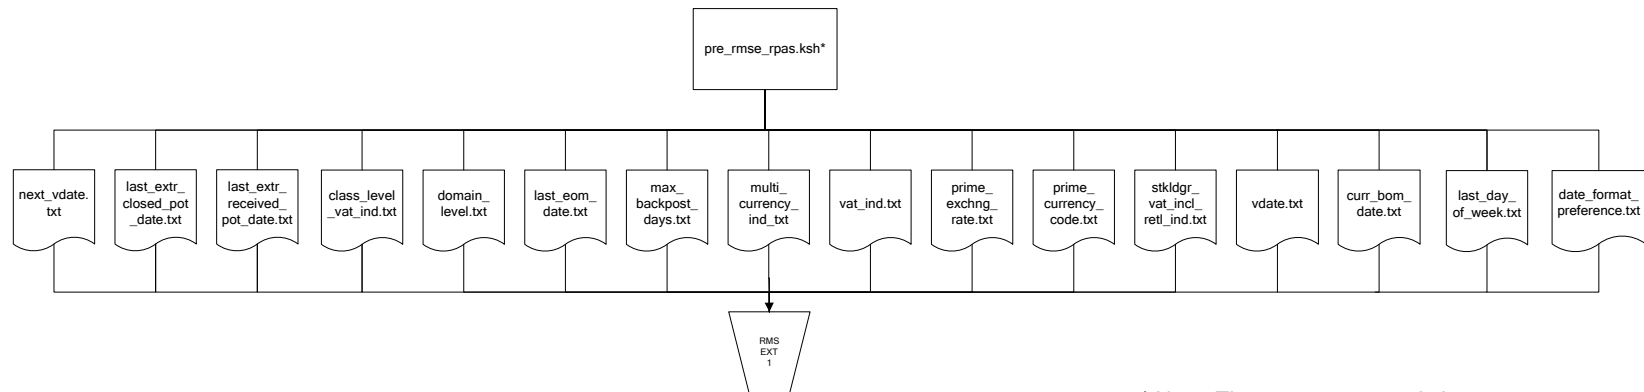 pre_rmse_rpas.ksh*
next_vdate.
txt
last_extr_
closed_pot
_date.txt
last_extr_
received_
pot_date.txt
class_level
_vat_ind.txt
domain_
level.txt
last_eom_
date.txt
max_
backpost_
days.txt
multi_
currency_
ind_txt
vat_ind.txt
prime_
exchng_
rate.txt
prime_
currency_
code.txt
stkldgr_
vat_incl_
retl_ind.txt
vdate.txt
curr_bom_
date.txt
last_day_
of_week.txt
date_format_
preference.txt
RMS
EXT
1